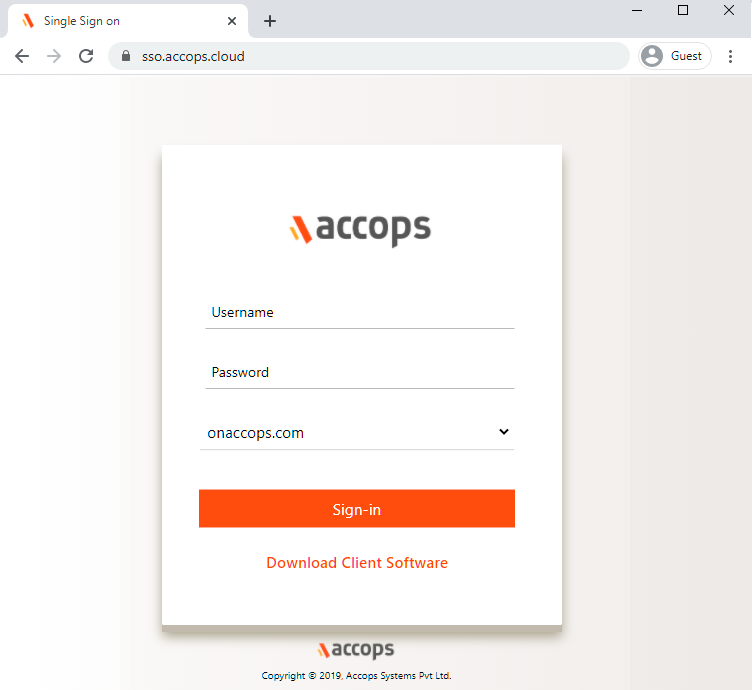 Single Sign on
sso.accops.cloud
Guest
accops
Username
Password
onaccops.com
Sign-in
Download Client Software
accops
Copyright © 2019, Accops Systems Pvt Ltd.